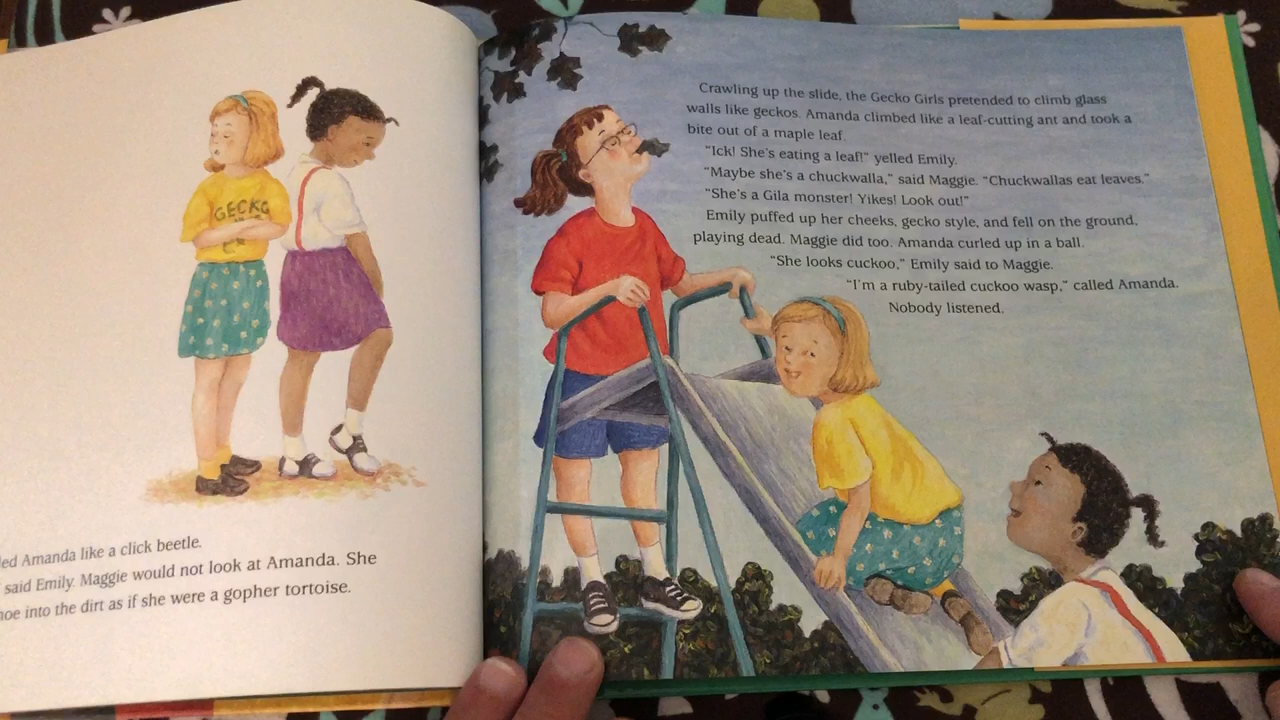 GECKO
Amanda like a click beetle.
said Emily. Maggie would not look at Amanda. She
into the dirt as if she were a gopher tortoise.
Crawling up the slide, the Gecko Girls pretended to climb glass
walls like geckos. Amanda climbed like a leaf-cutting ant and took a
bite out of a maple leaf.
"Ick! She's eating a leaf!" yelled Emily.
"Maybe she's a chuckwalla," said Maggie. "Chuckwallas eat leaves."
"She's a Gila monster! Yikes! Look out!"
Emily puffed up her cheeks, gecko style, and fell on the ground,
playing dead. Maggie did too. Amanda curled up in a ball.
"She looks cuckoo," Emily said to Maggie.
"I'm a ruby-tailed cuckoo wasp," called Amanda.
Nobody listened.